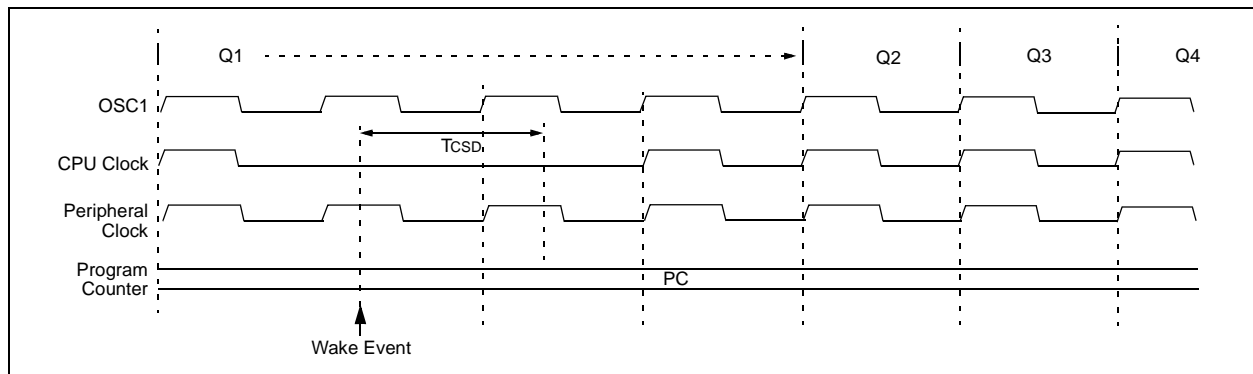 Q1 Q2 Q3 Q4
OSC1
TCSD
CPU Clock
Peripheral
Clock
Program
Counter
PC
Wake Event